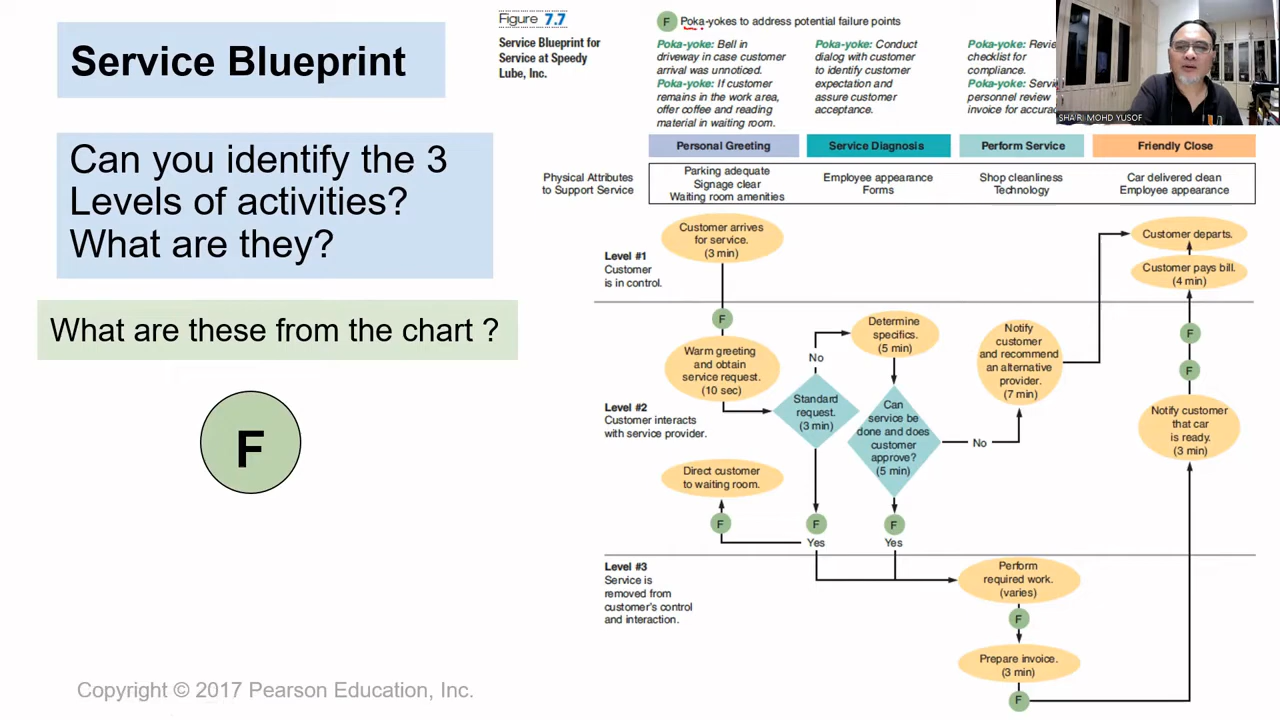 Service Blueprint
Can you identify the 3
Levels of activities?
What are they?
What are these from the chart ?
F
Copyright © 2017 Pearson Education, Inc.
Figure 7.7
Service Blueprint for
Service at Speedy
Lube, Inc.
F
Poka-yokes to address potential failure points
Poka-yoke: Bell in
driveway in case customer
arrival was unnoticed.
Poka-yoke: If customer
remains in the work area,
offer coffee and reading
material in waiting room.
Poka-yoke: Conduct
dialog with customer
to identify customer
expectation and
assure customer
acceptance.
Poka-yoke:
checklist for
compliance.
Poka-yoke:
personnel review
invoice for
SHA'RI MOHD YUSOF
Personal Greeting
Service Diagnosis
Perform Service
Friendly Close
Physical Attributes
to Support Service
Parking adequate
Signage clear
Waiting room amenities
Employee appearance
Forms
Shop cleanliness
Technology
Car delivered clean
Employee appearance
Level #1
Customer
is in control.
Customer arrives
for service.
(3 min)
Customer departs.
Customer pays bill.
(4 min)
F
Level #2
Customer interacts
with service provider.
Warm greeting
and obtain
service request.
(10 sec)
No
Standard
request.
(3 min)
Determine
specifics.
(5 min)
Can
service be
done and does
customer
approve?
(5 min)
No
Notify
customer
and recommend
an alternative
provider.
(7 min)
F
F
Notify customer
that car
is ready.
(3 min)
Direct customer
to waiting room.
F
F
Yes
F
Yes
Level #3
Service is
removed from
customer's control
and interaction.
Perform
required work.
(varies)
F
Prepare invoice.
(3 min)
F